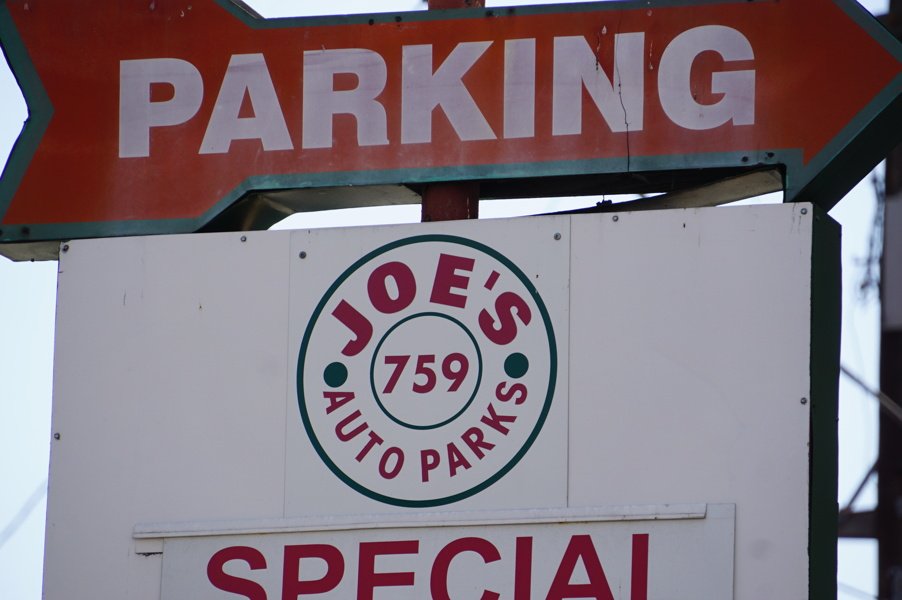 PARKING
JOE'S
759
AUTO PARKS
SPECIAL